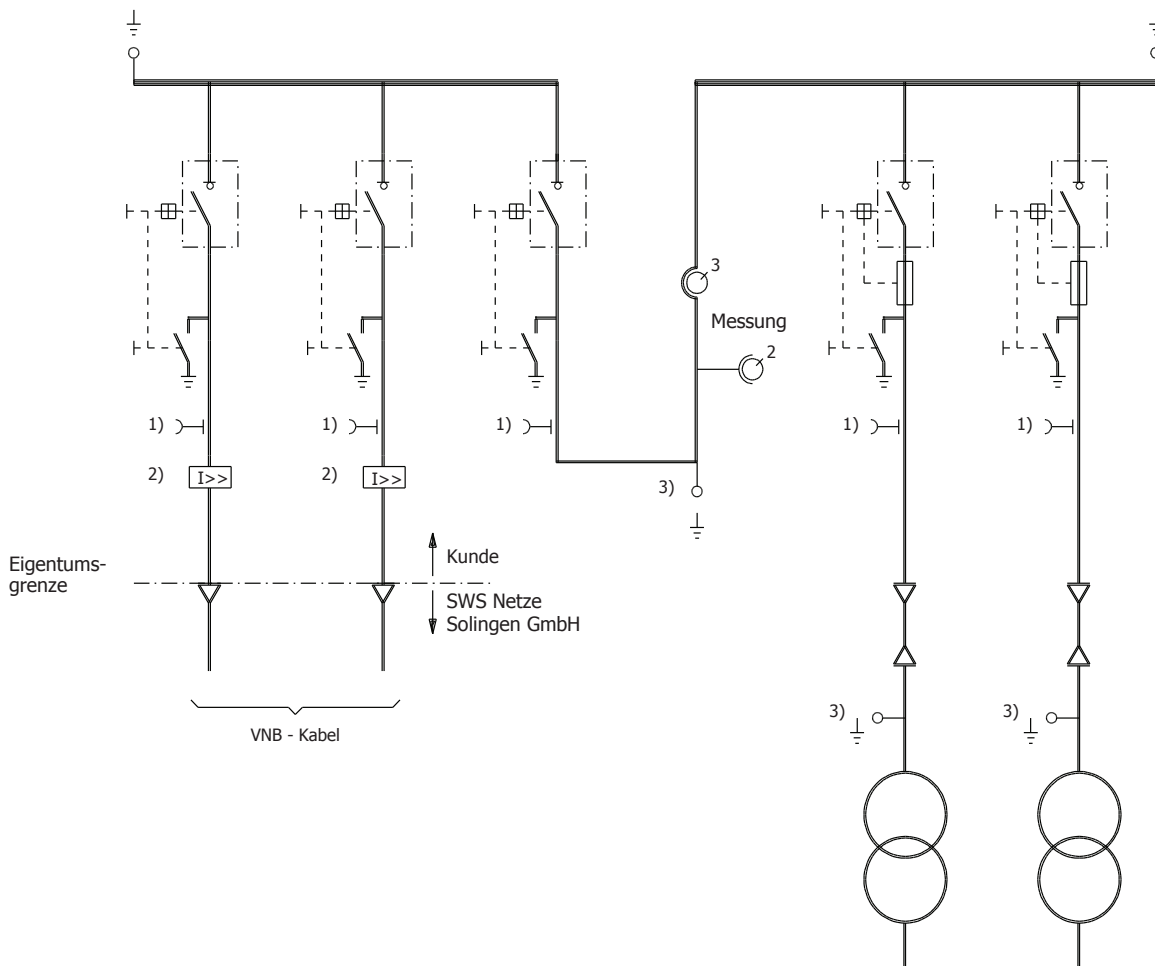 3
Messung
2
1)
1)
1)
1)
1)
2) I>>
2) I>>
3)
Eigentums-
grenze
Kunde
SWS Netze
Solingen GmbH
3)
3)
VNB - Kabel